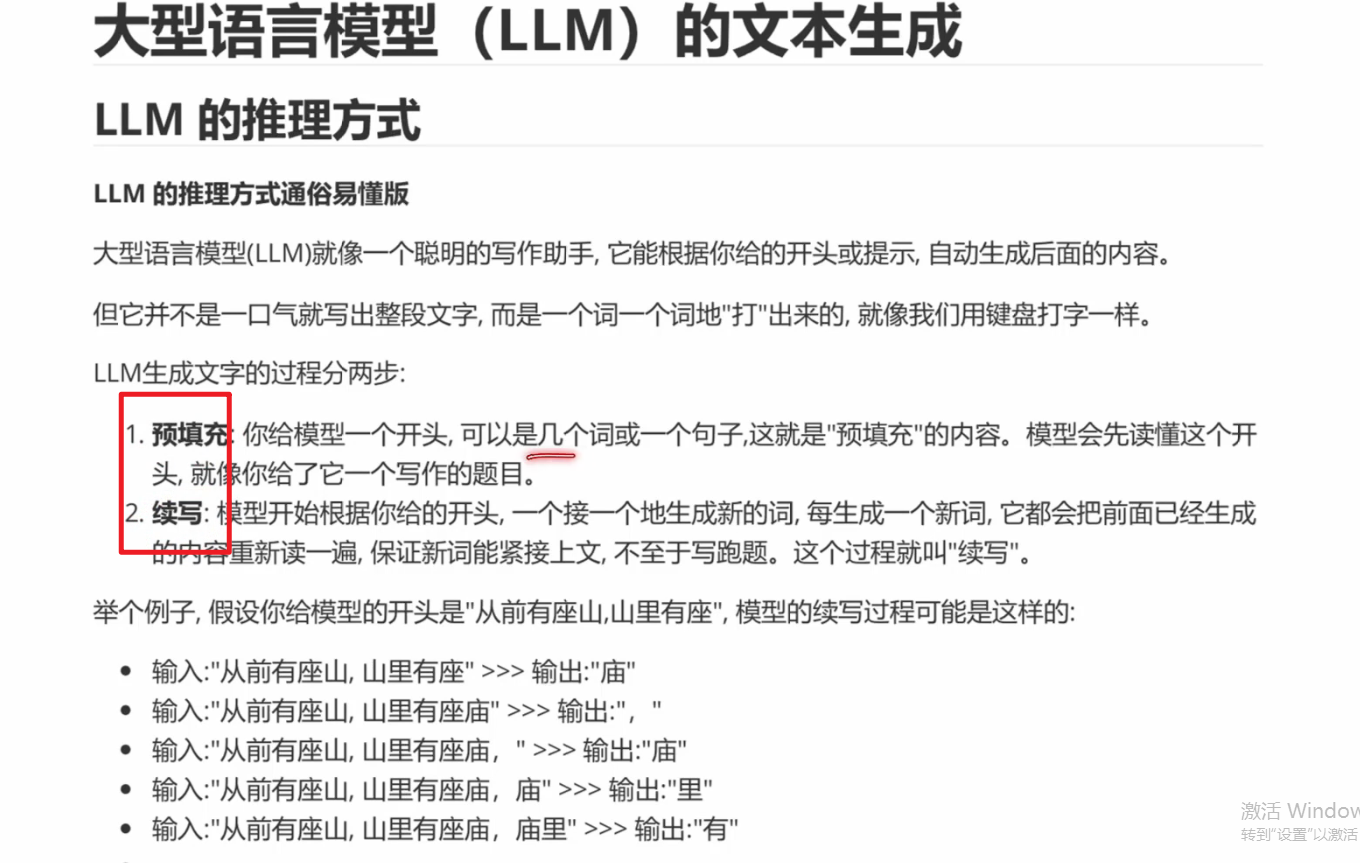 大型语言模型（LLM）的文本生成
LLM 的推理方式
LLM 的推理方式通俗易懂版
大型语言模型(LLM)就像一个聪明的写作助手, 它能根据你给的开头或提示, 自动生成后面的内容。
但它并不是一口气就写出整段文字, 而是一个词一个词地"打"出来的, 就像我们用键盘打字一样。
LLM生成文字的过程分两步:
1. 预填充: 你给模型一个开头, 可以是几个词或一个句子,这就是"预填充"的内容。模型会先读懂这个开
头, 就像你给了它一个写作的题目。
2. 续写: 模型开始根据你给的开头, 一个接一个地生成新的词, 每生成一个新词, 它都会把前面已经生成
的内容重新读一遍, 保证新词能紧接上文, 不至于写跑题。这个过程就叫"续写"。
举个例子, 假设你给模型的开头是"从前有座山,山里有座", 模型的续写过程可能是这样的:
• 输入:"从前有座山, 山里有座" >>> 输出:"庙"
• 输入:"从前有座山, 山里有座庙" >>> 输出:"，"
• 输入:"从前有座山, 山里有座庙，" >>> 输出:"庙"
• 输入:"从前有座山, 山里有座庙，庙" >>> 输出:"里"
• 输入:"从前有座山, 山里有座庙，庙里" >>> 输出:"有"
激活 Window
转到"设置"以激活